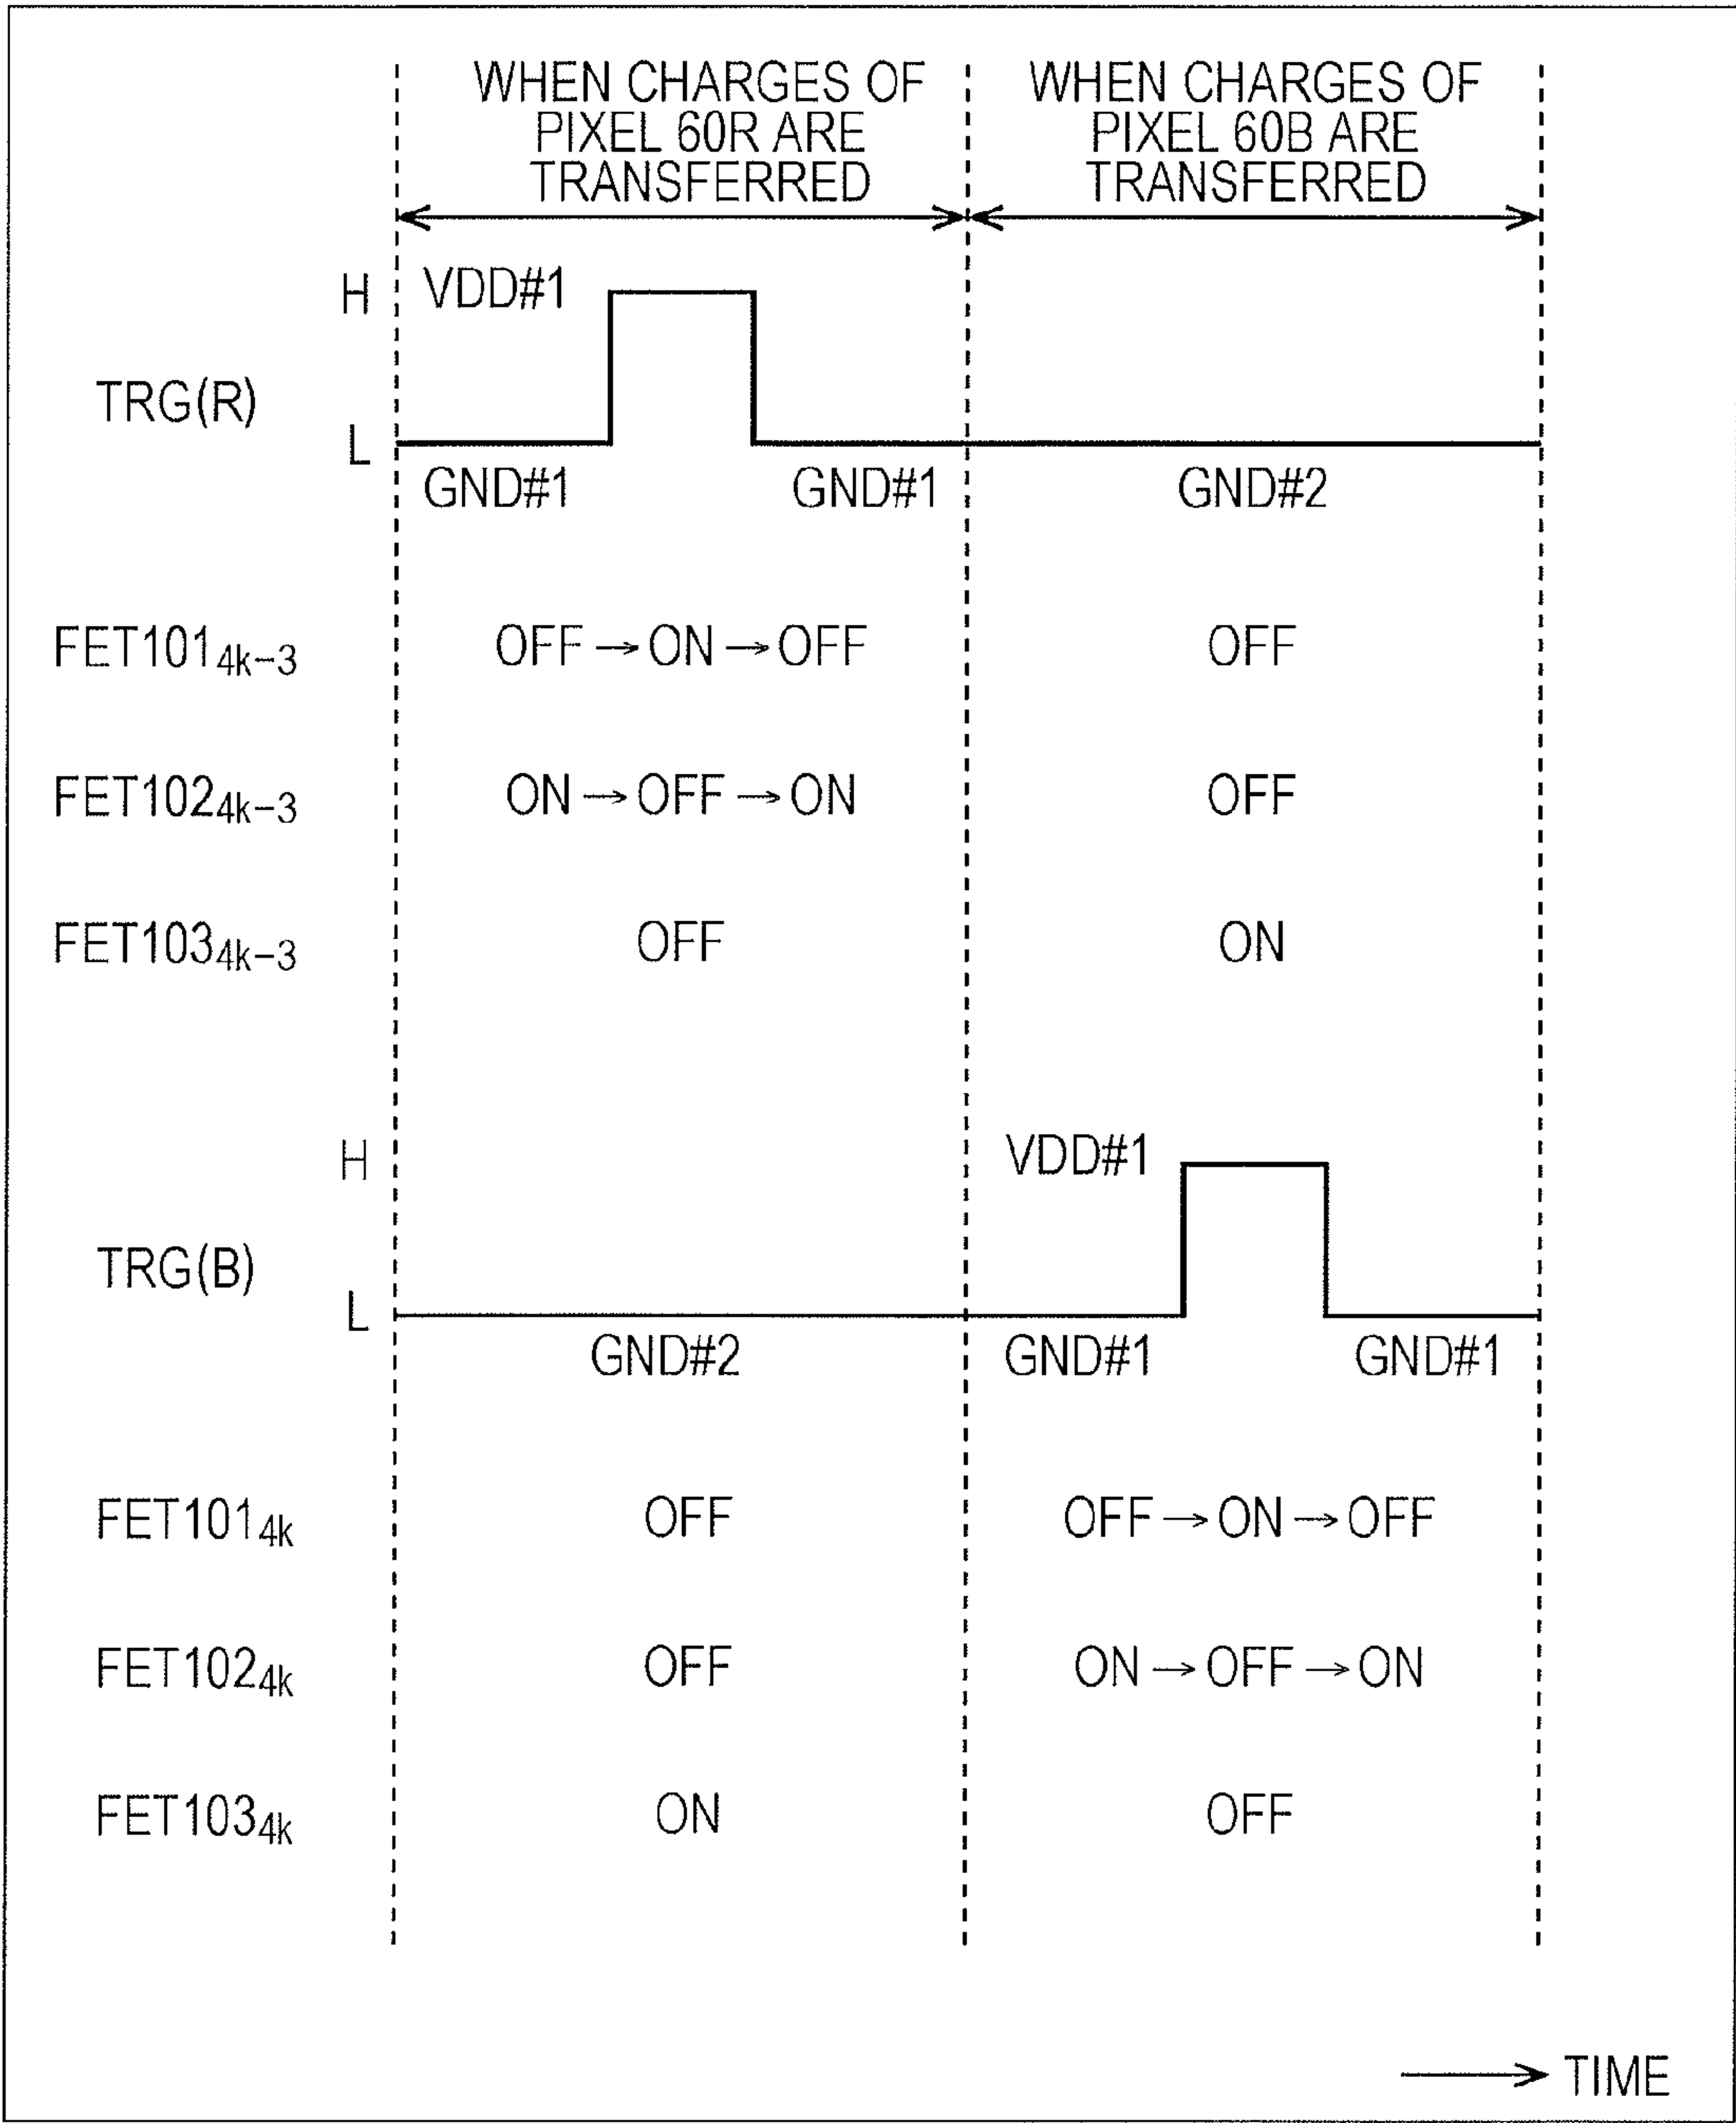 WHEN CHARGES OF
PIXEL 60R ARE
TRANSFERRED
WHEN CHARGES OF
PIXEL 60B ARE
TRANSFERRED
H VDD#1
TRG(R)
L
GND#1 GND#1 GND#2
FET101₄ₖ₋₃ OFF→ON→OFF OFF
FET102₄ₖ₋₃ ON→OFF→ON OFF
FET103₄ₖ₋₃ OFF ON
H VDD#1
TRG(B)
L
GND#2 GND#1 GND#1
FET101₄ₖ OFF OFF→ON→OFF
FET102₄ₖ OFF ON→OFF→ON
FET103₄ₖ ON OFF
→ TIME